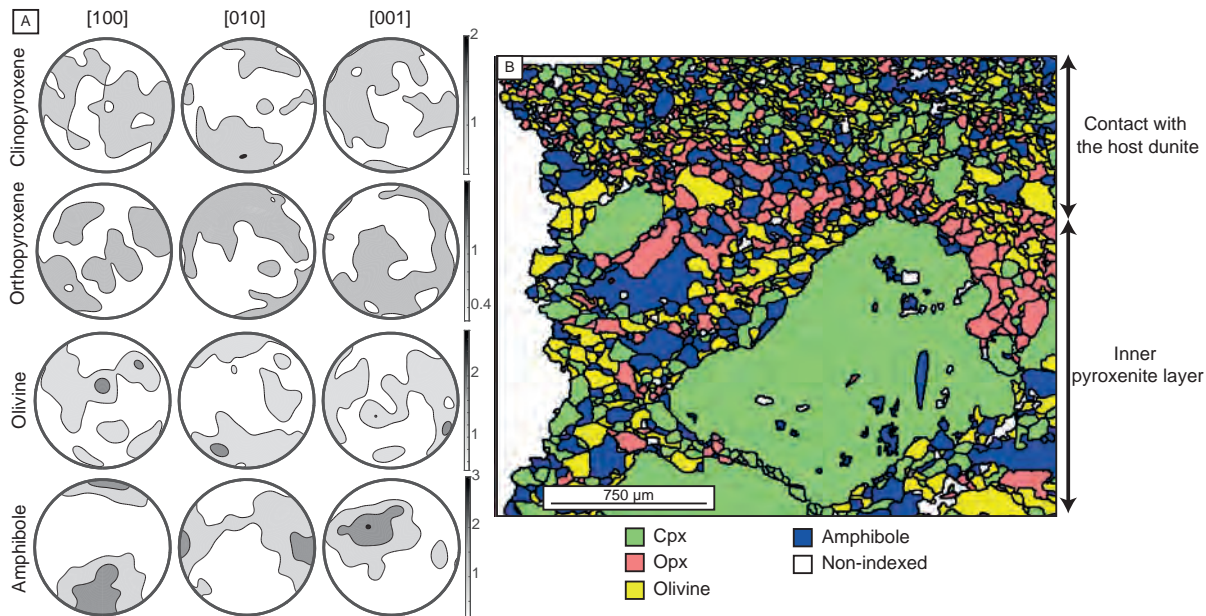 A
[100]
[010]
[001]
Clinopyroxene
2
1
Orthopyroxene
1
0.4
Olivine
2
1
Amphibole
3
2
1
B
750 µm
Contact with
the host dunite
Inner
pyroxenite layer
Cpx
Opx
Olivine
Amphibole
Non-indexed